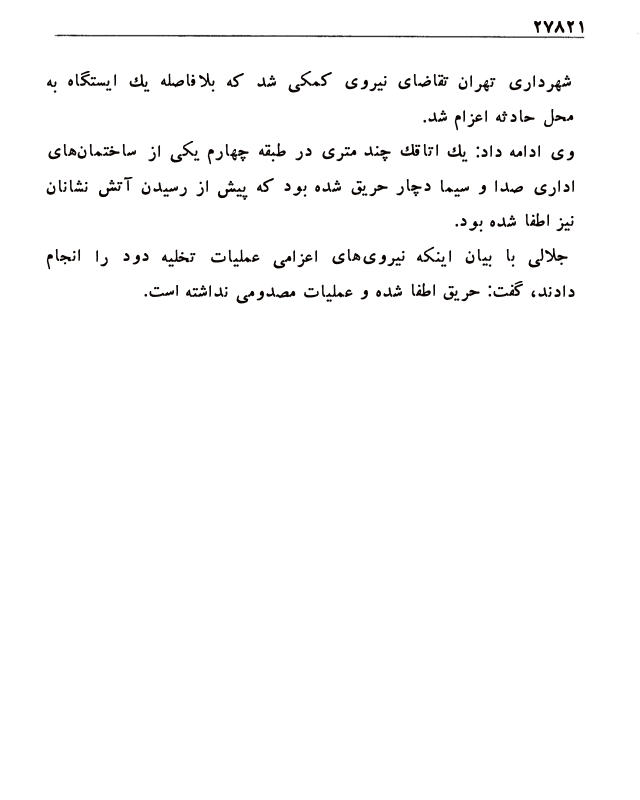 ۲۷۸۲۱
شهرداری تهران تقاضای نیروی کمکی شد که بلافاصله یك ایستگاه به
محل حادثه اعزام شد.
وی ادامه داد: یك اتاقك چند متری در طبقه چهارم یکی از ساختمان‌های
اداری صدا و سیما دچار حریق شده بود که پیش از رسیدن آتش نشانان
نیز اطفا شده بود.
جلالی با بیان اینکه نیروی‌های اعزامی عملیات تخلیه دود را انجام
دادند، گفت: حریق اطفا شده و عملیات مصدومی نداشته است.